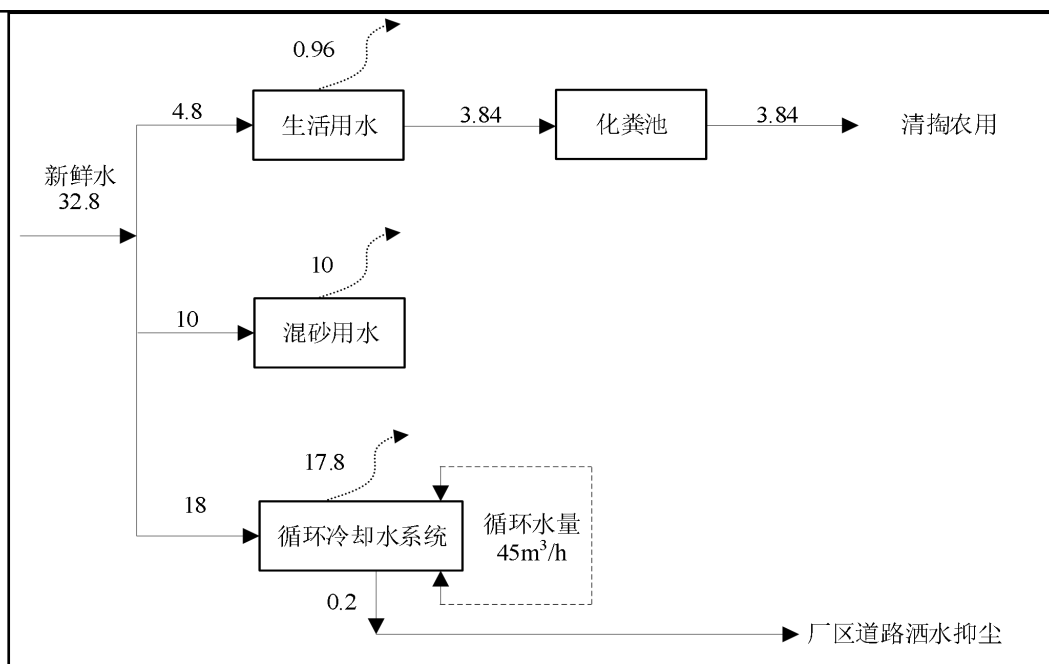 0.96
4.8
生活用水
3.84
化粪池
3.84
清掏农用
新鲜水
32.8
10
10
混砂用水
17.8
18
循环冷却水系统
循环水量
45m³/h
0.2
厂区道路洒水抑尘